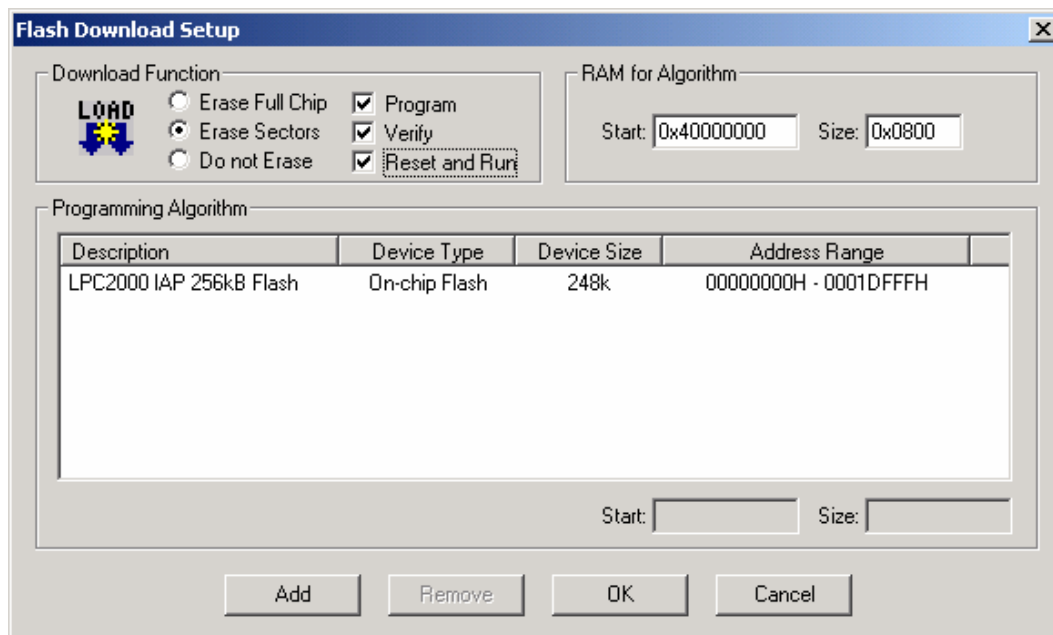 Flash Download Setup
Download Function
LOAD
Erase Full Chip
Erase Sectors
Do not Erase
Program
Verify
Reset and Run
RAM for Algorithm
Start: 0x40000000 Size: 0x0800
Programming Algorithm
Description Device Type Device Size Address Range
LPC2000 IAP 256kB Flash On-chip Flash 248k 00000000H - 0001DFFFH
Start: Size:
Add Remove OK Cancel